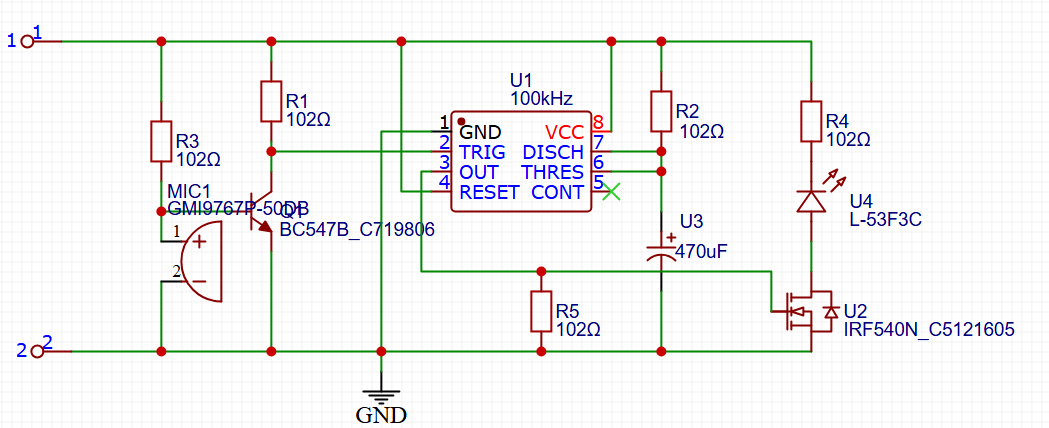 1
1
R3
102Ω
R1
102Ω
U1
100kHz
1
GND
2
TRIG
3
OUT
4
RESET
VCC
8
DISCH
7
THRES
6
CONT
5
R2
102Ω
R4
102Ω
U4
L-53F3C
MIC1
GMI9767P-50DB
1
2
Q1
BC547B_C719806
U3
470uF
R5
102Ω
U2
IRF540N_C5121605
2
2
GND